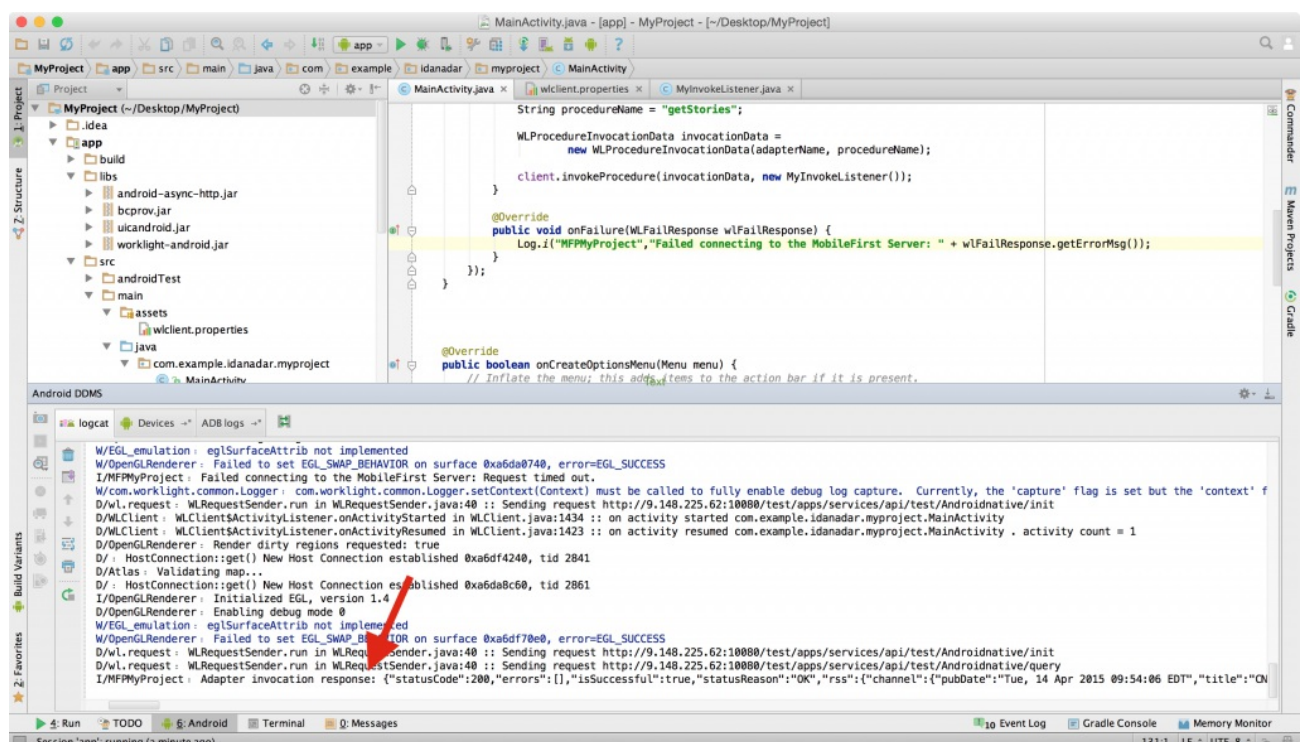 MainActivity.java - [app] - MyProject - [~/Desktop/MyProject]
app
MyProject app src main java com example idanadar myproject MainActivity
Project
MainActivity.java × wlclient.properties × MyInvokeListener.java ×
1: Project
Z: Structure
Build Variants
2: Favorites
Commander
Maven Projects
Gradle
MyProject (~/Desktop/MyProject)
.idea
app
build
libs
android-async-http.jar
bcprov.jar
uicandroid.jar
worklight-android.jar
src
androidTest
main
assets
wlclient.properties
java
com.example.idanadar.myproject
MainActivity
String procedureName = "getStories";
WLProcedureInvocationData invocationData =
new WLProcedureInvocationData(adapterName, procedureName);
client.invokeProcedure(invocationData, new MyInvokeListener());
}
@Override
public void onFailure(WLFailResponse wlFailResponse) {
Log.i("MFPMyProject","Failed connecting to the MobileFirst Server: " + wlFailResponse.getErrorMsg());
}
});
}
@Override
public boolean onCreateOptionsMenu(Menu menu) {
// Inflate the menu; this adds items to the action bar if it is present.
Text
Android DDMS
logcat Devices ADB logs
W/EGL_emulation﹕ eglSurfaceAttrib not implemented
W/OpenGLRenderer﹕ Failed to set EGL_SWAP_BEHAVIOR on surface 0xa6da0740, error=EGL_SUCCESS
I/MFPMyProject﹕ Failed connecting to the MobileFirst Server: Request timed out.
W/com.worklight.common.Logger﹕ com.worklight.common.Logger.setContext(Context) must be called to fully enable debug log capture.  Currently, the 'capture' flag is set but the 'context' f
D/wl.request﹕ WLRequestSender.run in WLRequestSender.java:40 :: Sending request http://9.148.225.62:10080/test/apps/services/api/test/Androidnative/init
D/WLClient﹕ WLClient$ActivityListener.onActivityStarted in WLClient.java:1434 :: on activity started com.example.idanadar.myproject.MainActivity
D/WLClient﹕ WLClient$ActivityListener.onActivityResumed in WLClient.java:1423 :: on activity resumed com.example.idanadar.myproject.MainActivity . activity count = 1
D/OpenGLRenderer﹕ Render dirty regions requested: true
D/﹕ HostConnection::get() New Host Connection established 0xa6df4240, tid 2841
D/Atlas﹕ Validating map...
D/﹕ HostConnection::get() New Host Connection established 0xa6da8c60, tid 2861
I/OpenGLRenderer﹕ Initialized EGL, version 1.4
D/OpenGLRenderer﹕ Enabling debug mode 0
W/EGL_emulation﹕ eglSurfaceAttrib not implemented
W/OpenGLRenderer﹕ Failed to set EGL_SWAP_BEHAVIOR on surface 0xa6df70e0, error=EGL_SUCCESS
D/wl.request﹕ WLRequestSender.run in WLRequestSender.java:40 :: Sending request http://9.148.225.62:10080/test/apps/services/api/test/Androidnative/init
D/wl.request﹕ WLRequestSender.run in WLRequestSender.java:40 :: Sending request http://9.148.225.62:10080/test/apps/services/api/test/Androidnative/query
I/MFPMyProject﹕ Adapter invocation response: {"statusCode":200,"errors":[],"isSuccessful":true,"statusReason":"OK","rss":{"channel":{"pubDate":"Tue, 14 Apr 2015 09:54:06 EDT","title":"CN
4: Run TODO 6: Android Terminal 0: Messages 10 Event Log Gradle Console Memory Monitor
Session 'app': running (a minute ago) 131:1 LF UTF-8